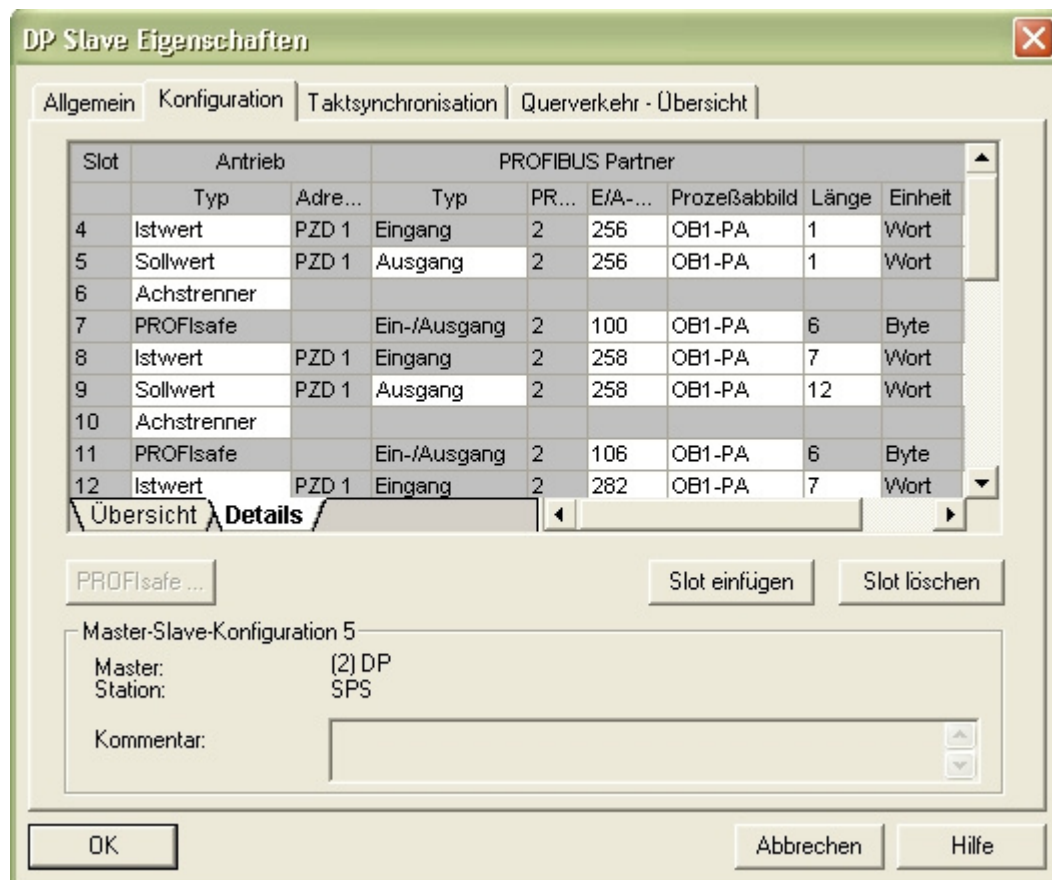 DP Slave Eigenschaften
Allgemein Konfiguration Taktsynchronisation Querverkehr - Übersicht
Slot Antrieb PROFIBUS Partner
Typ Adre... Typ PR... E/A-... Prozeßabbild Länge Einheit
4 Istwert PZD 1 Eingang 2 256 OB1-PA 1 Wort
5 Sollwert PZD 1 Ausgang 2 256 OB1-PA 1 Wort
6 Achstrenner
7 PROFIsafe Ein-/Ausgang 2 100 OB1-PA 6 Byte
8 Istwert PZD 1 Eingang 2 258 OB1-PA 7 Wort
9 Sollwert PZD 1 Ausgang 2 258 OB1-PA 12 Wort
10 Achstrenner
11 PROFIsafe Ein-/Ausgang 2 106 OB1-PA 6 Byte
12 Istwert PZD 1 Eingang 2 282 OB1-PA 7 Wort
Übersicht Details
PROFIsafe ... Slot einfügen Slot löschen
Master-Slave-Konfiguration 5
Master: (2) DP
Station: SPS
Kommentar:
OK Abbrechen Hilfe